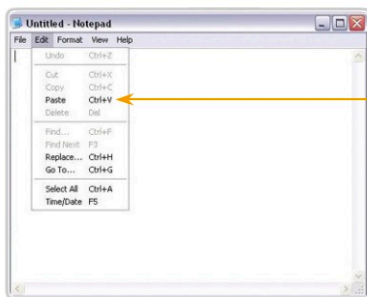 Untitled - Notepad
File Edit Format View Help
Undo Ctrl+Z
Cut Ctrl+X
Copy Ctrl+C
Paste Ctrl+V
Delete Del
Find... Ctrl+F
Find Next F3
Replace... Ctrl+H
Go To... Ctrl+G
Select All Ctrl+A
Time/Date F5